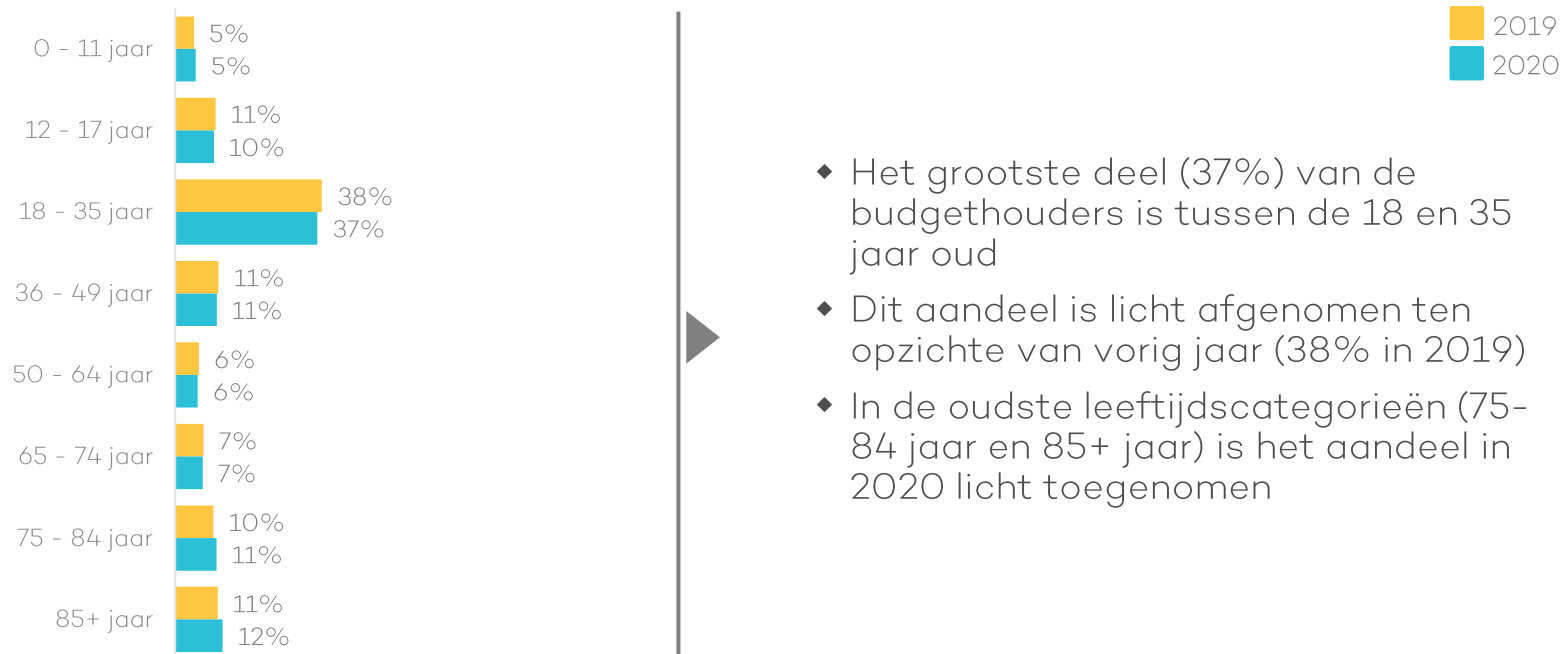 0 - 11 jaar
5%
5%
12 - 17 jaar
11%
10%
18 - 35 jaar
38%
37%
36 - 49 jaar
11%
11%
50 - 64 jaar
6%
6%
65 - 74 jaar
7%
7%
75 - 84 jaar
10%
11%
85+ jaar
11%
12%
2019
2020
◆ Het grootste deel (37%) van de
budgethouders is tussen de 18 en 35
jaar oud
◆ Dit aandeel is licht afgenomen ten
opzichte van vorig jaar (38% in 2019)
◆ In de oudste leeftijdscategorieën (75-
84 jaar en 85+ jaar) is het aandeel in
2020 licht toegenomen